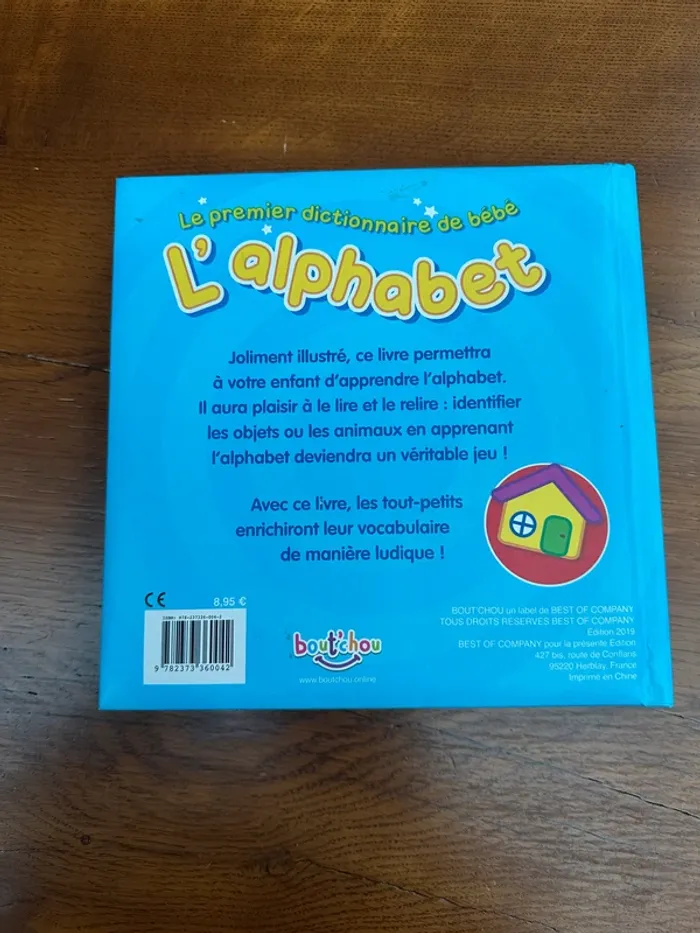 Le premier dictionnaire de bébé
L'alphabet
Joliment illustré, ce livre permettra
à votre enfant d'apprendre l'alphabet.
Il aura plaisir à le lire et le relire : identifier
les objets ou les animaux en apprenant
l'alphabet deviendra un véritable jeu !
Avec ce livre, les tout-petits
enrichiront leur vocabulaire
de manière ludique !
CE
8,95 €
9 782373 360042
bout'chou
www.boutchou.online
BOUT'CHOU un label de BEST OF COMPANY
TOUS DROITS RESERVES BEST OF COMPANY
Edition 2019
BEST OF COMPANY pour la présente Edition
427 bis, route de Conflans
95220 Herblay, France
Imprimé en Chine